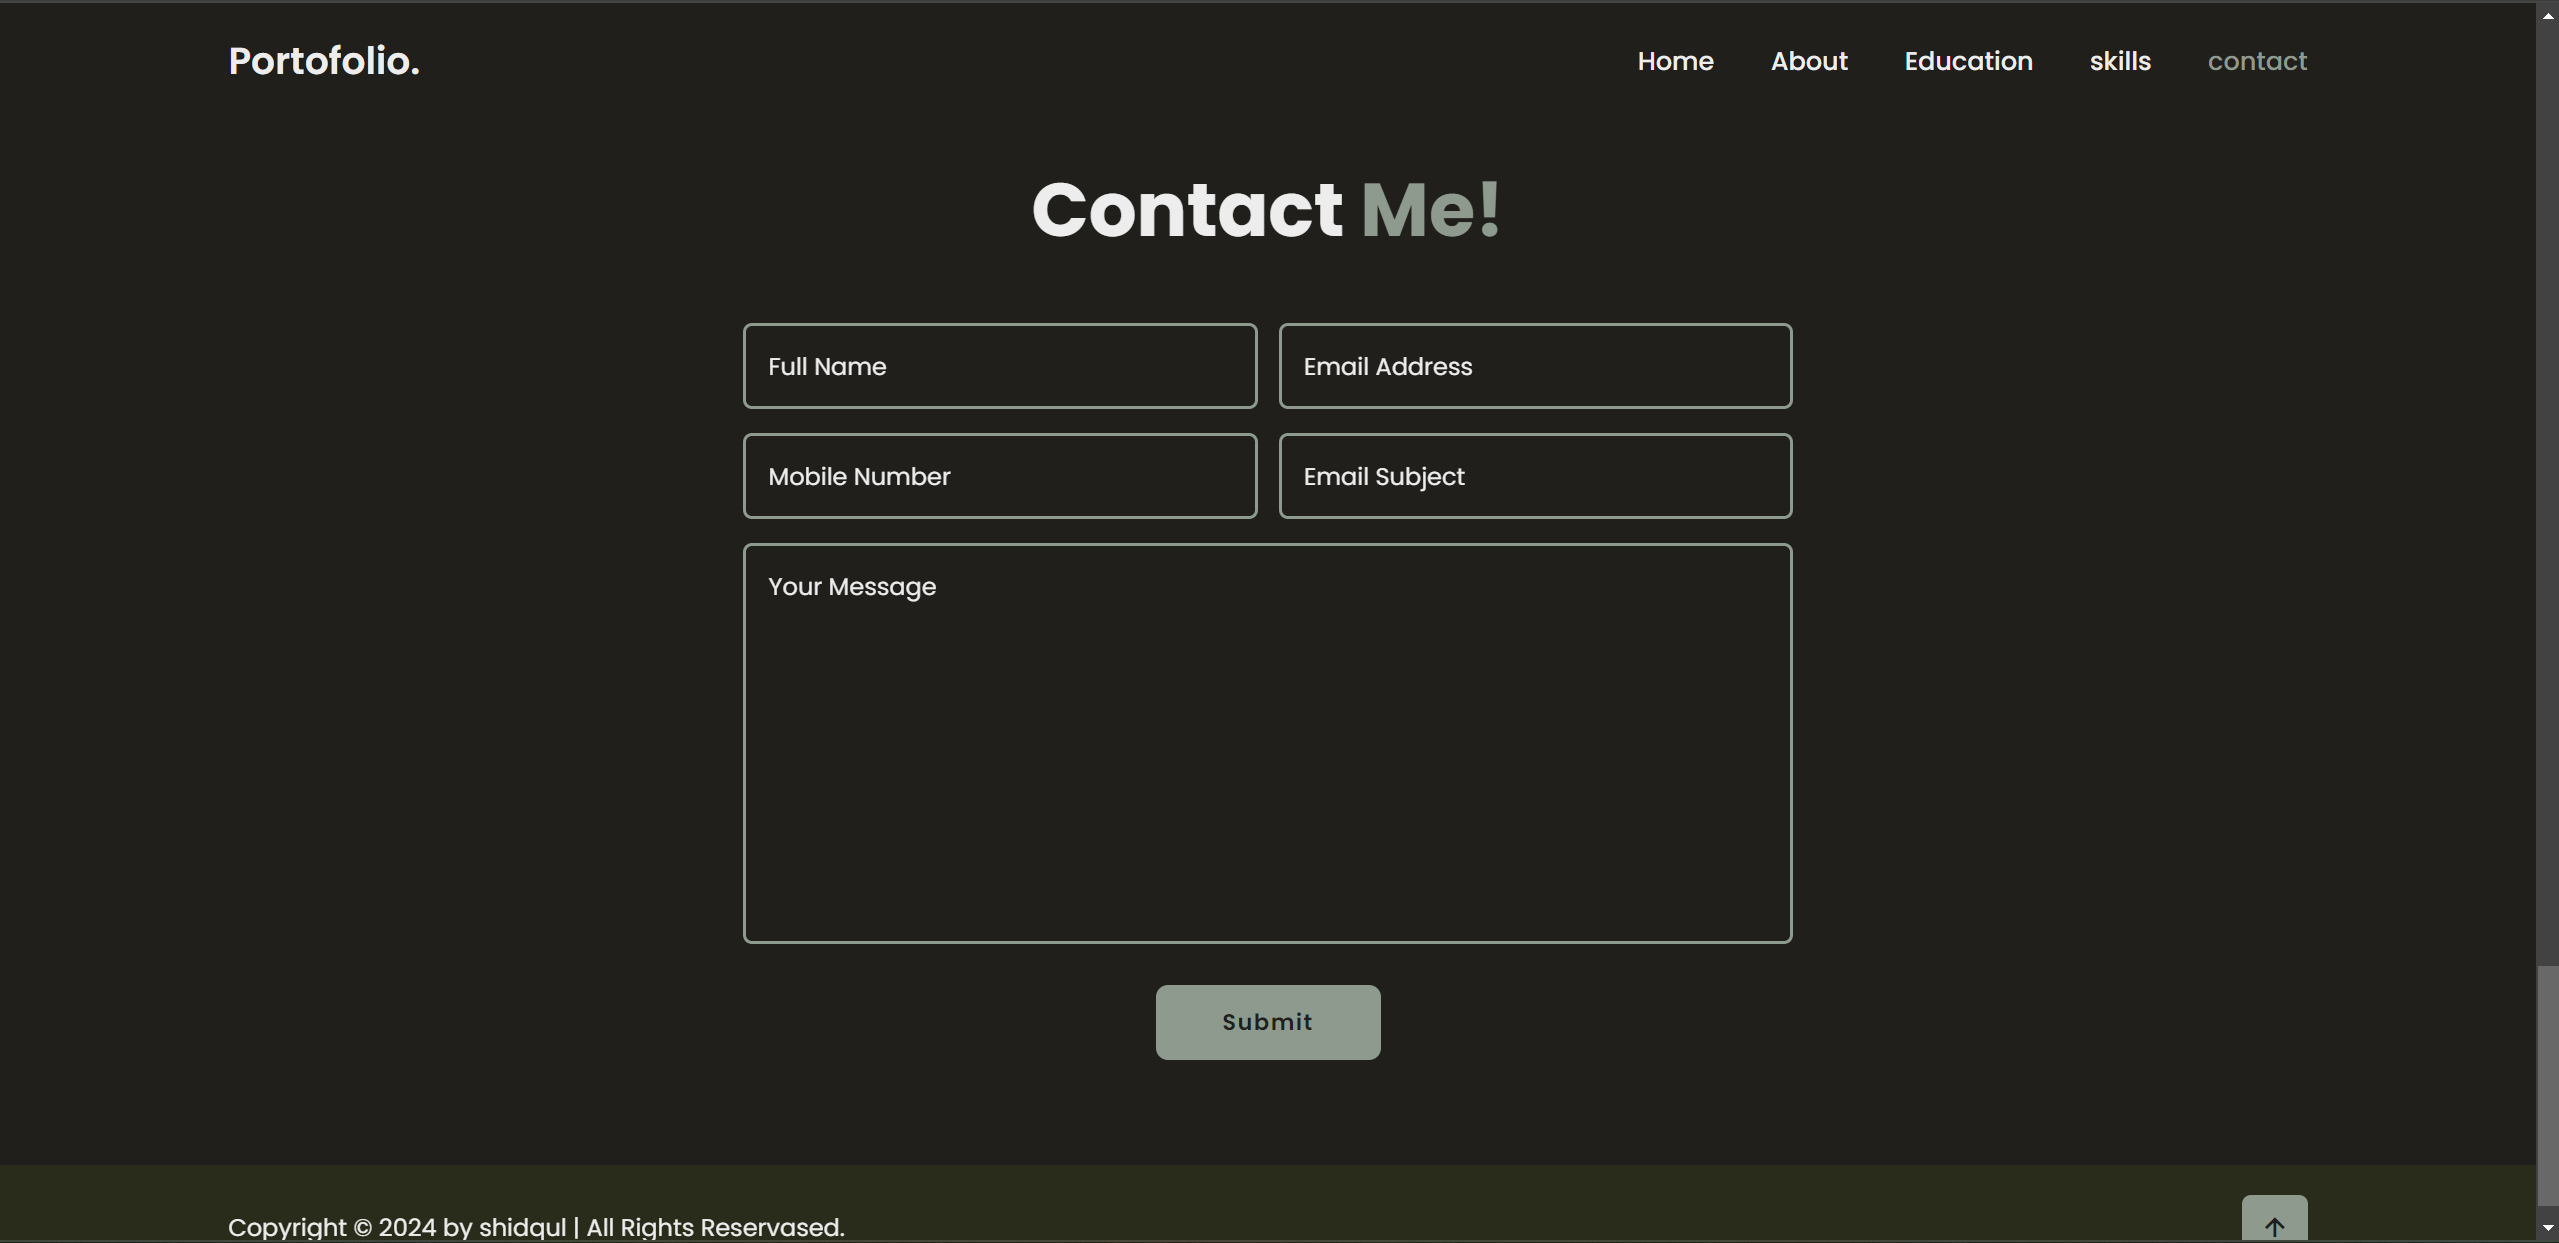 Portofolio.
Home About Education skills contact
Contact Me!
Full Name
Email Address
Mobile Number
Email Subject
Your Message
Submit
Copyright © 2024 by shidqul | All Rights Reservased.